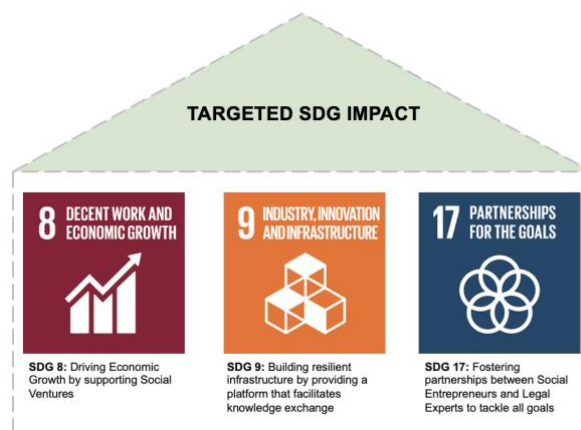 TARGETED SDG IMPACT
8 DECENT WORK AND
ECONOMIC GROWTH
9 INDUSTRY, INNOVATION
AND INFRASTRUCTURE
17 PARTNERSHIPS
FOR THE GOALS
SDG 8: Driving Economic
Growth by supporting Social
Ventures
SDG 9: Building resilient
infrastructure by providing a
platform that facilitates
knowledge exchange
SDG 17: Fostering
partnerships between Social
Entrepreneurs and Legal
Experts to tackle all goals